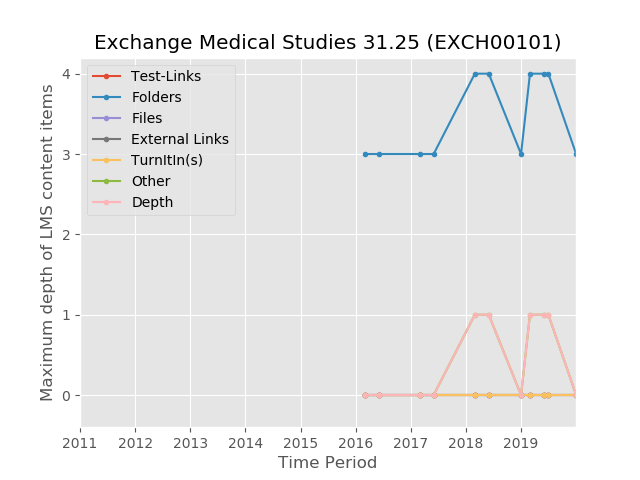 Exchange Medical Studies 31.25 (EXCH00101)
Test-Links
Folders
Files
External Links
TurnItIn(s)
Other
Depth
Maximum depth of LMS content items
4
3
2
1
0
2011 2012 2013 2014 2015 2016 2017 2018 2019
Time Period